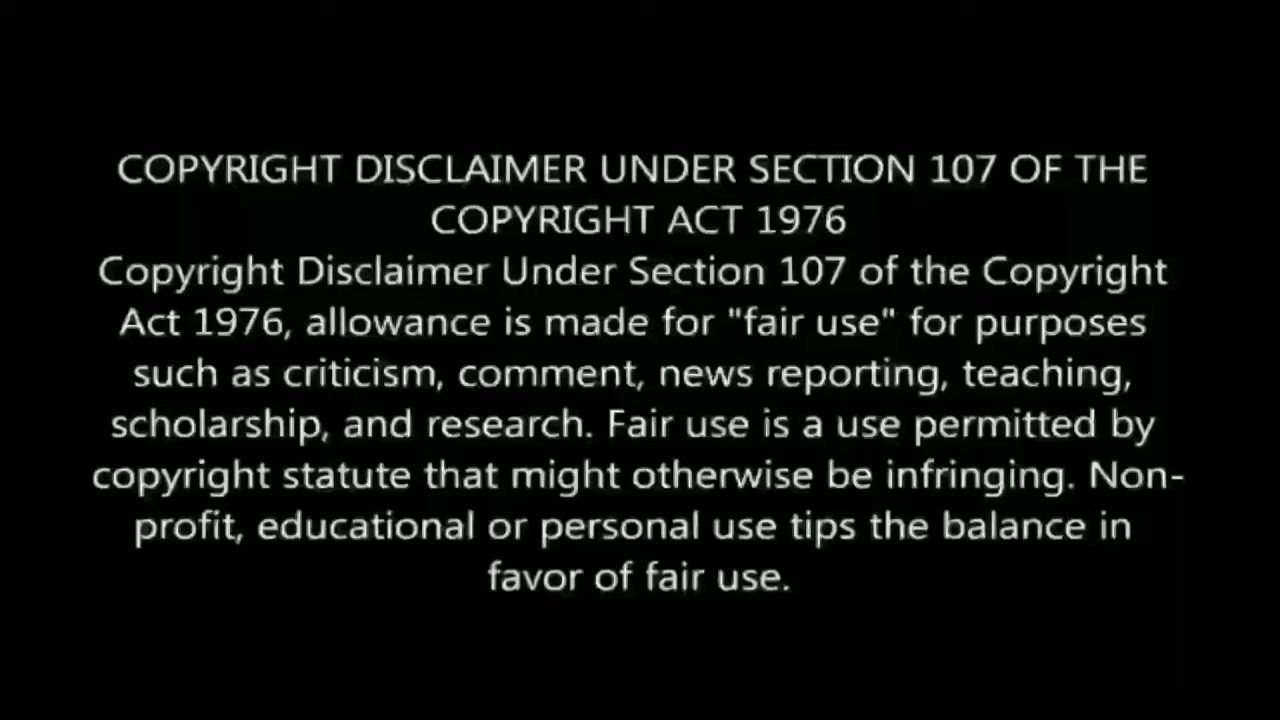 COPYRIGHT DISCLAIMER UNDER SECTION 107 OF THE
COPYRIGHT ACT 1976
Copyright Disclaimer Under Section 107 of the Copyright
Act 1976, allowance is made for "fair use" for purposes
such as criticism, comment, news reporting, teaching,
scholarship, and research. Fair use is a use permitted by
copyright statute that might otherwise be infringing. Non-
profit, educational or personal use tips the balance in
favor of fair use.